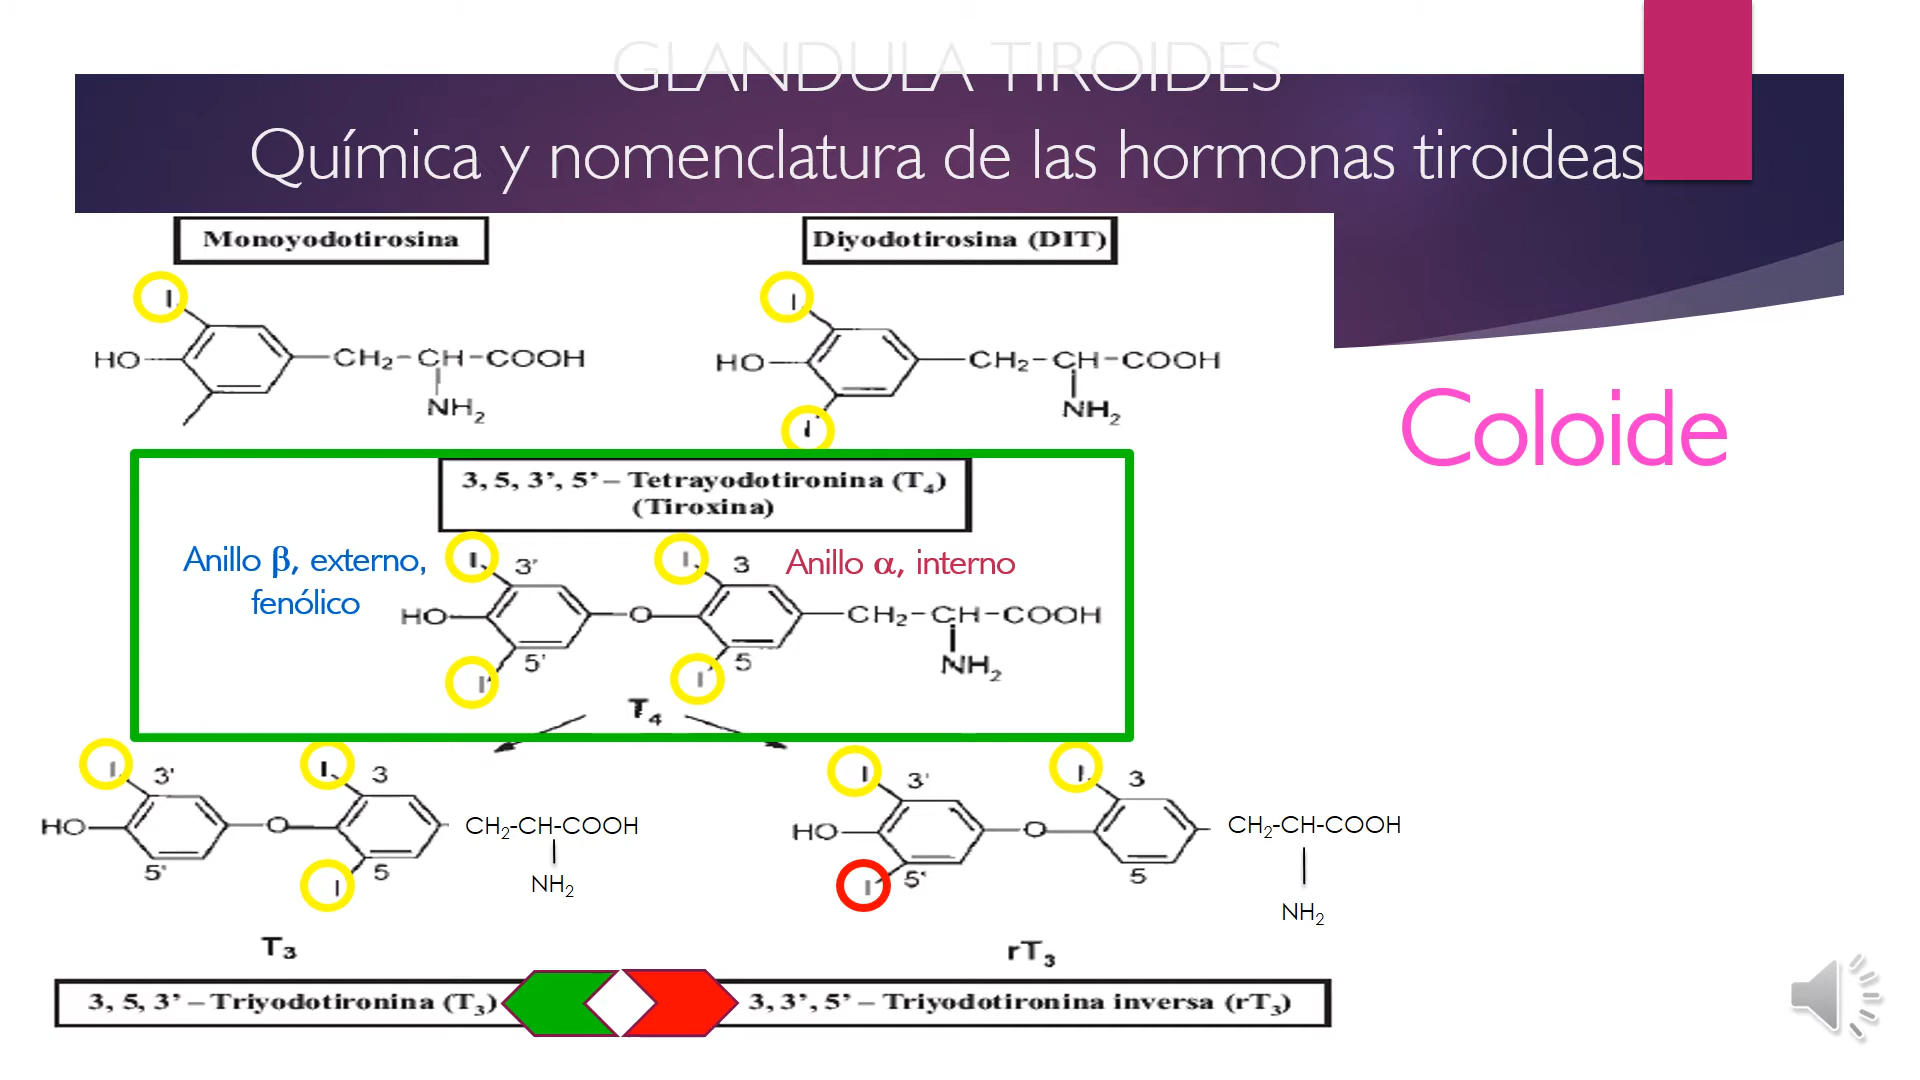 GLANDULA TIROIDES
Química y nomenclatura de las hormonas tiroideas
Monoyodotirosina
Diyodotirosina (DIT)
I
HO
CH₂-CH-COOH
NH₂
I
HO
CH₂-CH-COOH
NH₂
I
Coloide
3, 5, 3’, 5’ – Tetrayodotironina (T₄)
(Tiroxina)
Anillo β, externo,
fenólico
Anillo α, interno
I
3'
I
3
HO
O
CH₂-CH-COOH
NH₂
I
5'
I
5
T₄
I
3'
I
3
HO
O
CH₂-CH-COOH
NH₂
5'
I
5
T₃
I
3'
I
3
HO
O
CH₂-CH-COOH
NH₂
I
5'
5
rT₃
3, 5, 3’ – Triyodotironina (T₃)
3, 3’, 5’ – Triyodotironina inversa (rT₃)